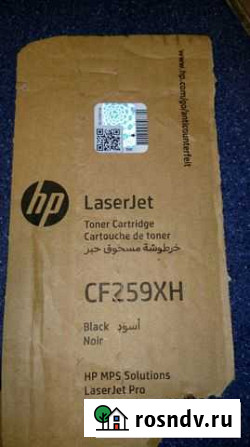 www.hp.com/go/anticounterfeit
hp
LaserJet
Toner Cartridge
Cartouche de toner
خرطوشة مسحوق حبر
CF259XH
Black أسود
Noir
HP MPS Solutions
LaserJet Pro
rosndv.ru